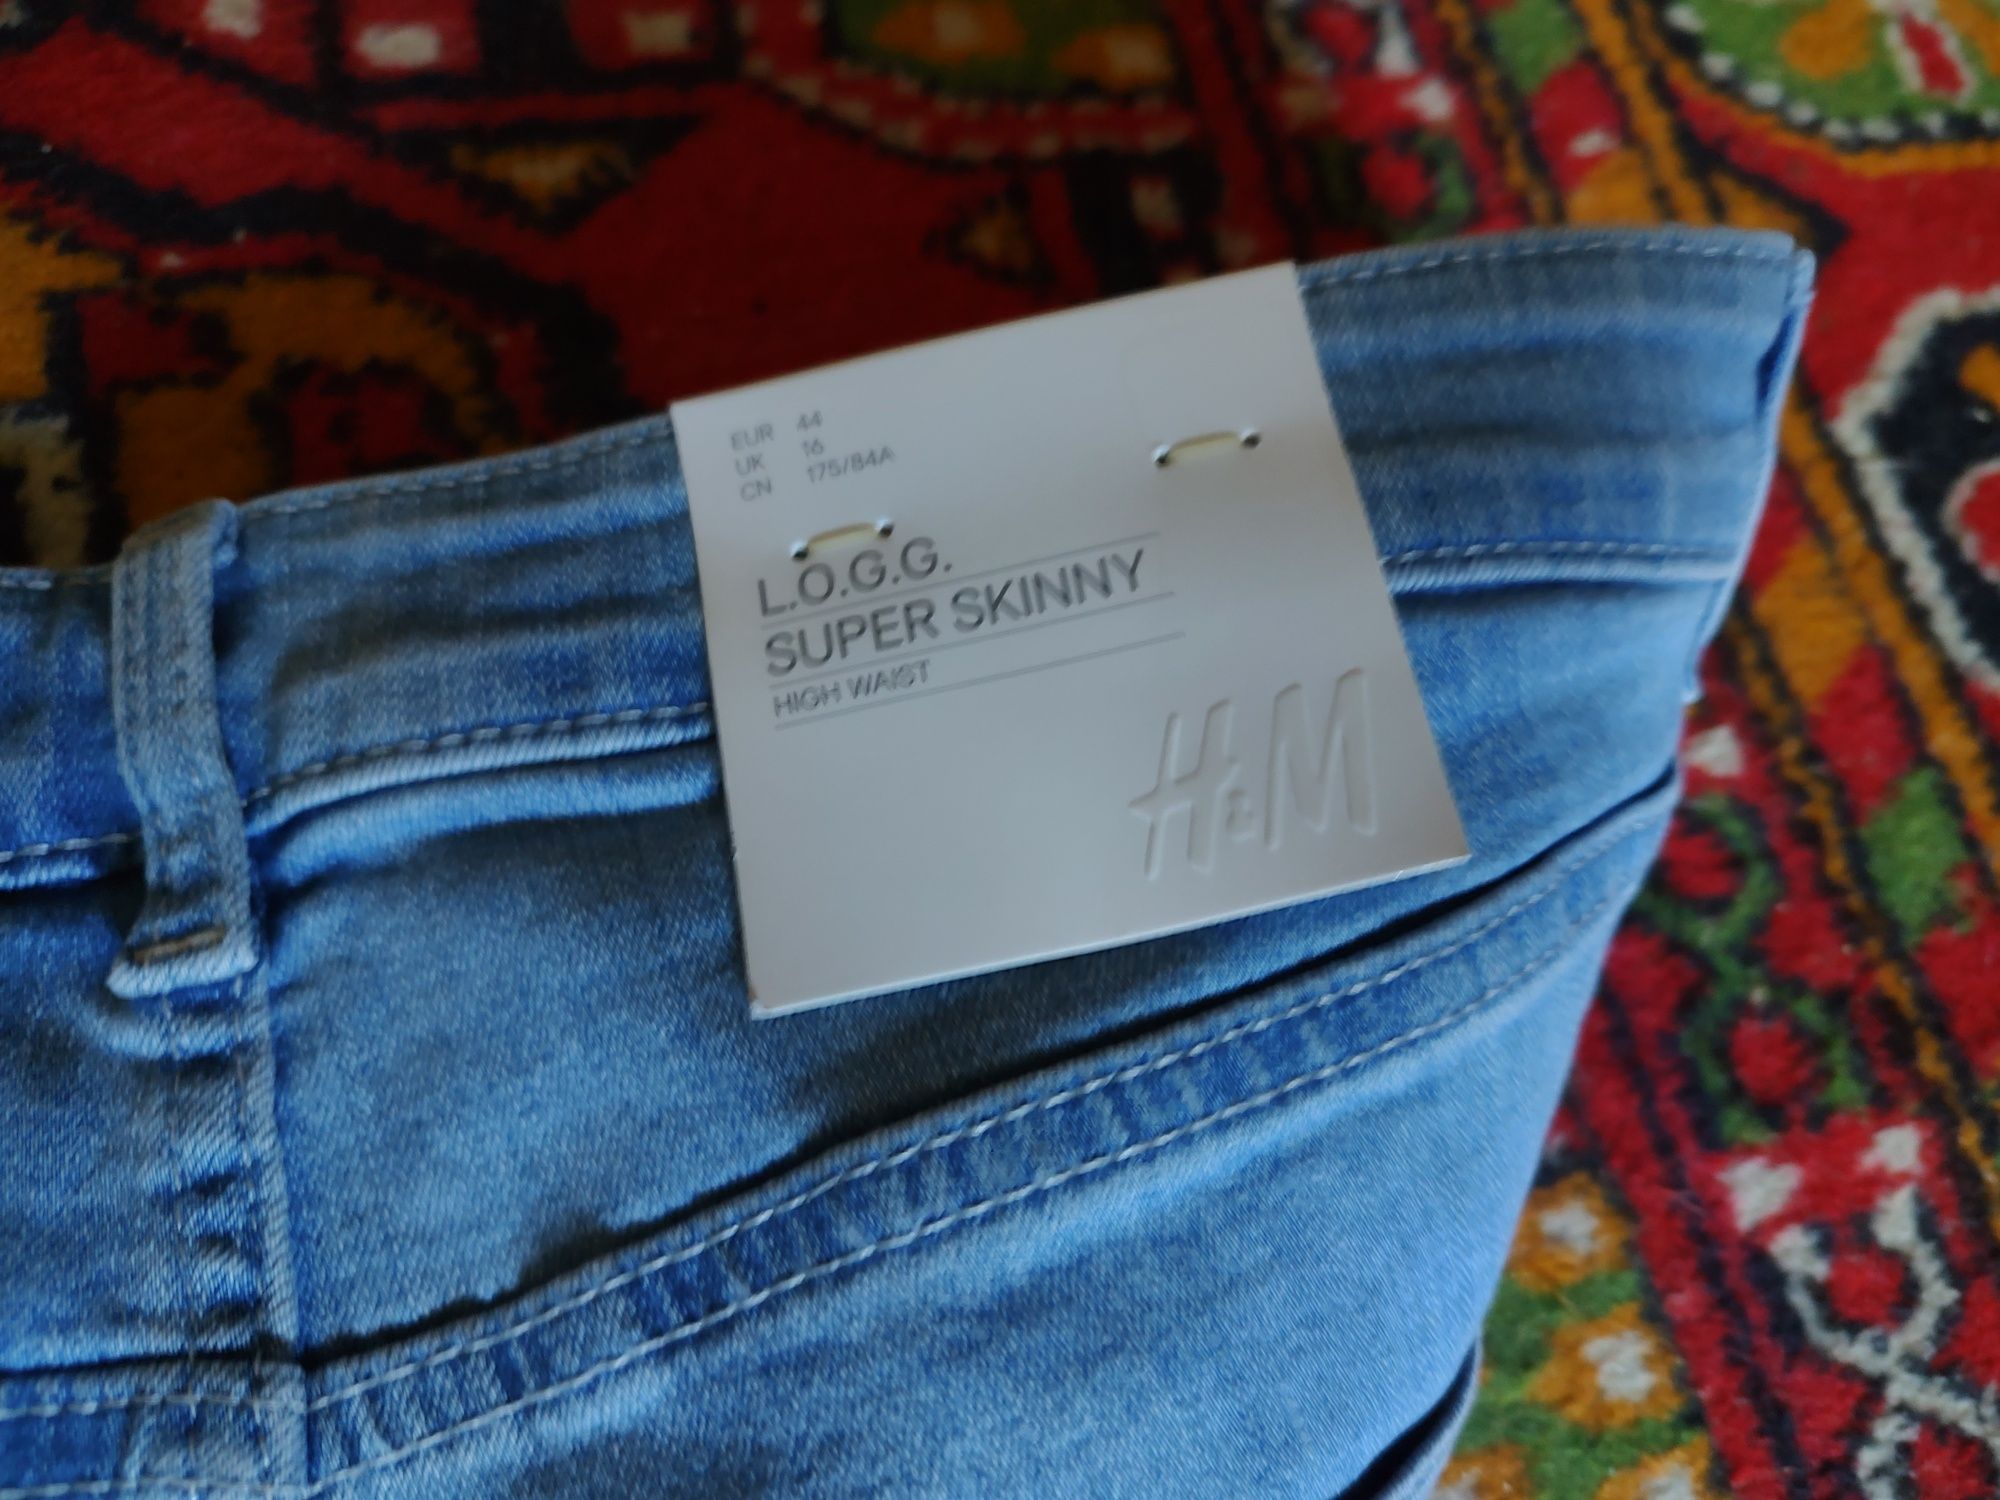 EUR 44
UK 16
CN 175/84A
L.O.G.G.
SUPER SKINNY
HIGH WAIST
H&M